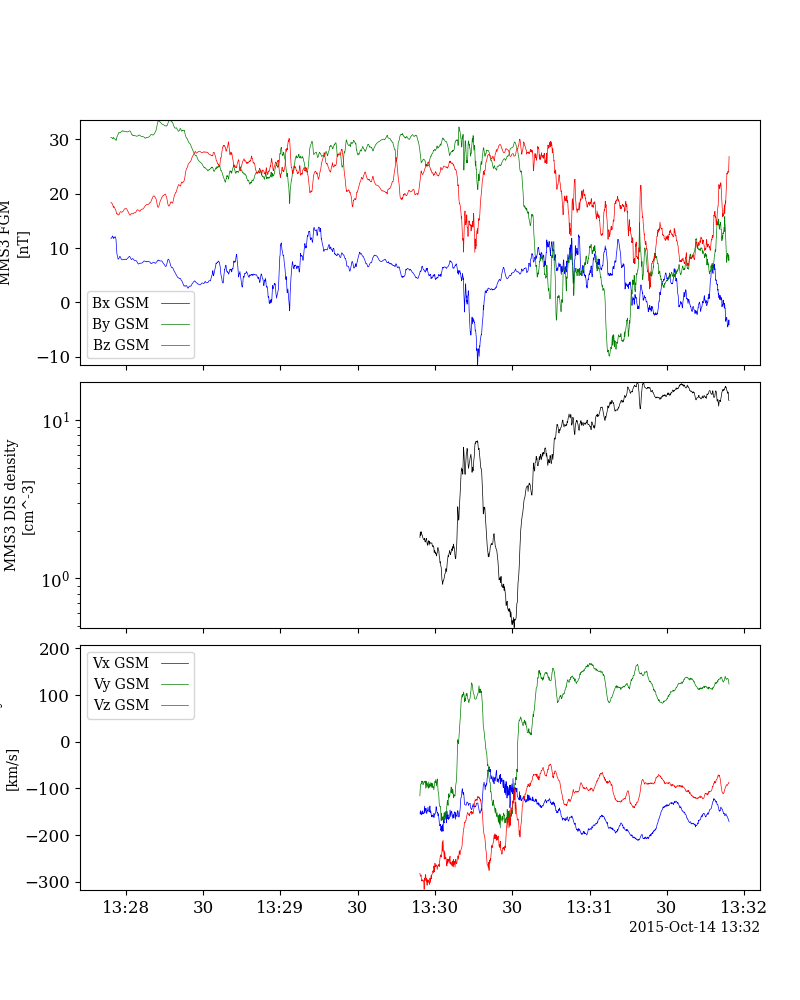 30
20
10
0
−10
MMS3 FGM
[nT]
Bx GSM
By GSM
Bz GSM
10¹
10⁰
MMS3 DIS density
[cm^-3]
200
100
0
−100
−200
−300
[km/s]
Vx GSM
Vy GSM
Vz GSM
13:28 30 13:29 30 13:30 30 13:31 30 13:32
2015-Oct-14 13:32